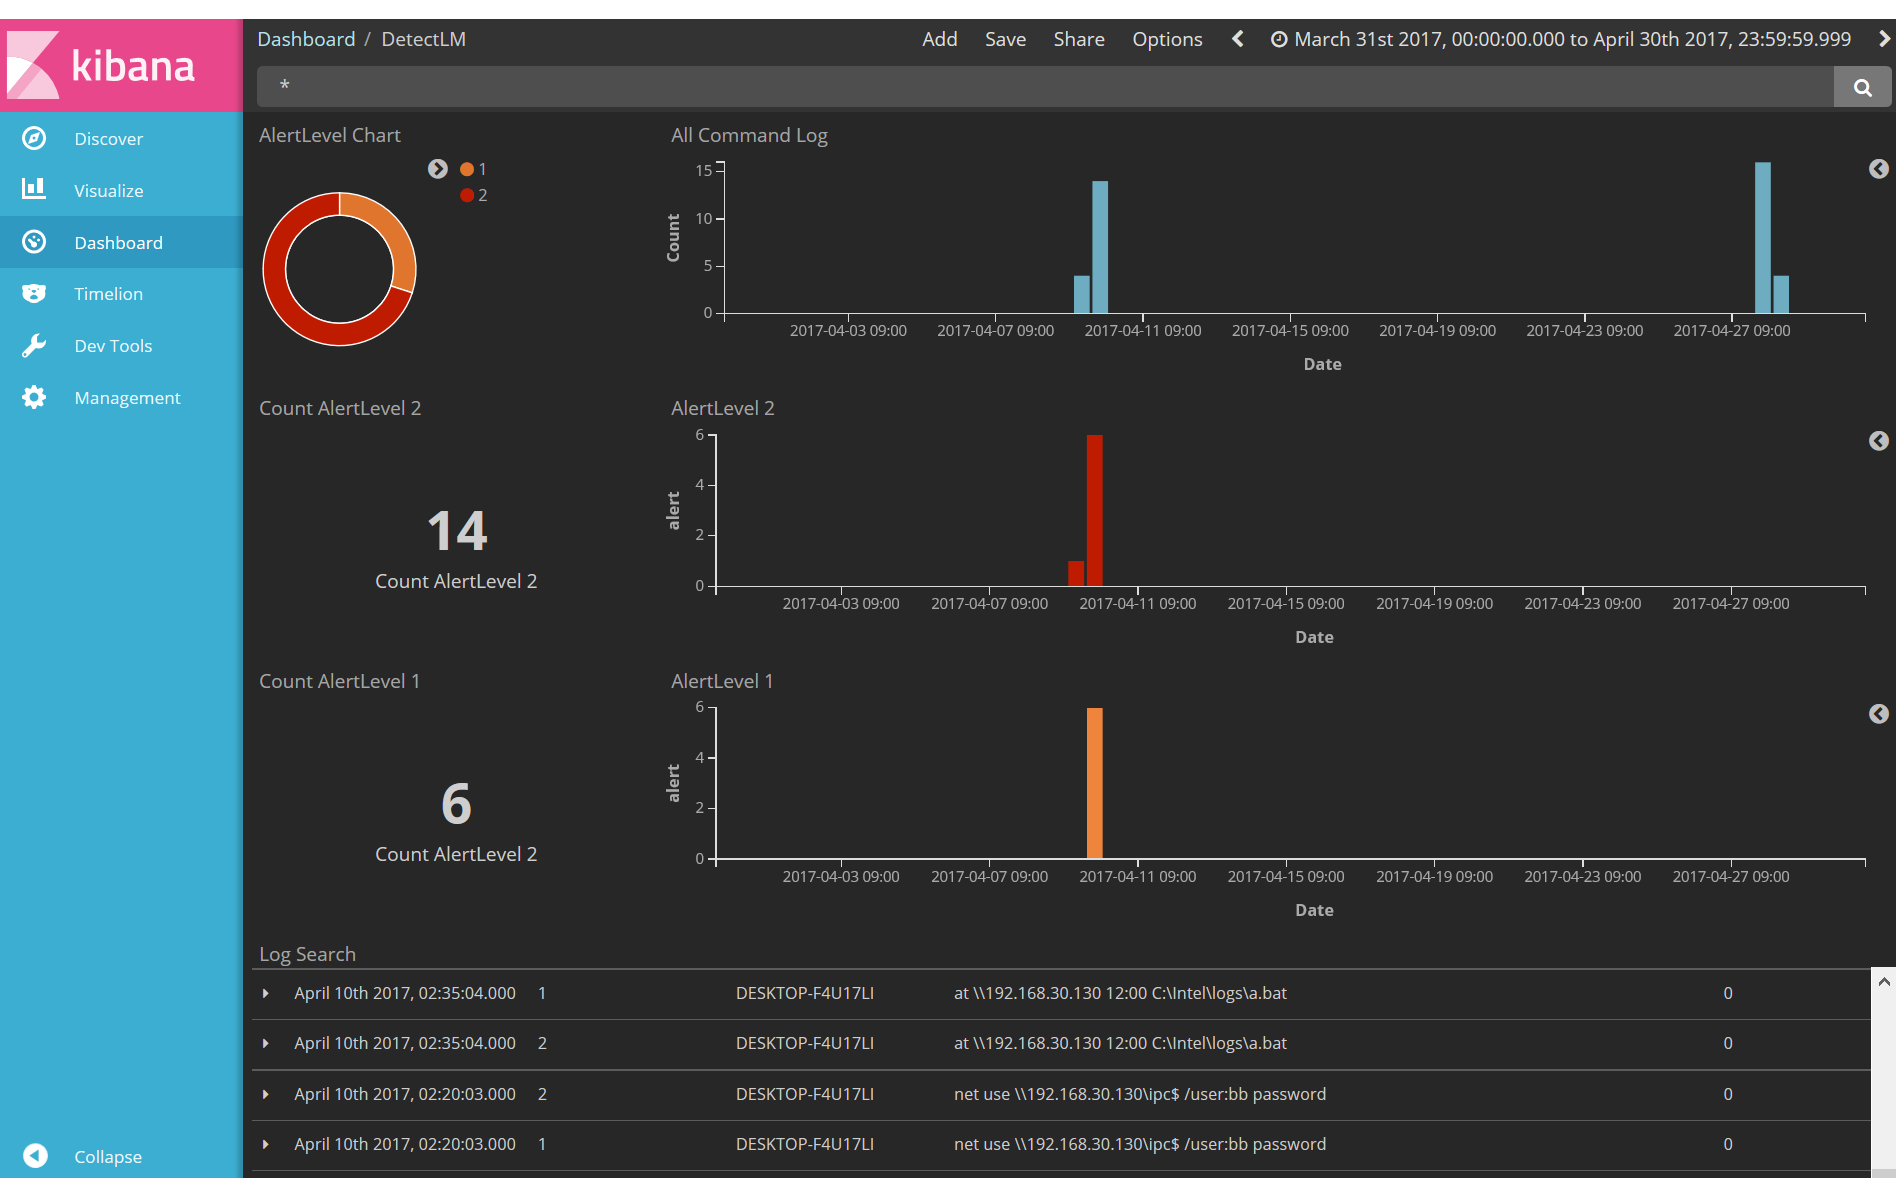 kibana
Discover
Visualize
Dashboard
Timelion
Dev Tools
Management
Collapse
Dashboard / DetectLM
Add Save Share Options March 31st 2017, 00:00:00.000 to April 30th 2017, 23:59:59.999
*
AlertLevel Chart
1
2
All Command Log
Count
15
10
5
0
2017-04-03 09:00 2017-04-07 09:00 2017-04-11 09:00 2017-04-15 09:00 2017-04-19 09:00 2017-04-23 09:00 2017-04-27 09:00
Date
Count AlertLevel 2
14
Count AlertLevel 2
AlertLevel 2
alert
6
4
2
0
2017-04-03 09:00 2017-04-07 09:00 2017-04-11 09:00 2017-04-15 09:00 2017-04-19 09:00 2017-04-23 09:00 2017-04-27 09:00
Date
Count AlertLevel 1
6
Count AlertLevel 2
AlertLevel 1
alert
6
4
2
0
2017-04-03 09:00 2017-04-07 09:00 2017-04-11 09:00 2017-04-15 09:00 2017-04-19 09:00 2017-04-23 09:00 2017-04-27 09:00
Date
Log Search
April 10th 2017, 02:35:04.000 1 DESKTOP-F4U17LI at \\192.168.30.130 12:00 C:\Intel\logs\a.bat 0
April 10th 2017, 02:35:04.000 2 DESKTOP-F4U17LI at \\192.168.30.130 12:00 C:\Intel\logs\a.bat 0
April 10th 2017, 02:20:03.000 2 DESKTOP-F4U17LI net use \\192.168.30.130\ipc$ /user:bb password 0
April 10th 2017, 02:20:03.000 1 DESKTOP-F4U17LI net use \\192.168.30.130\ipc$ /user:bb password 0